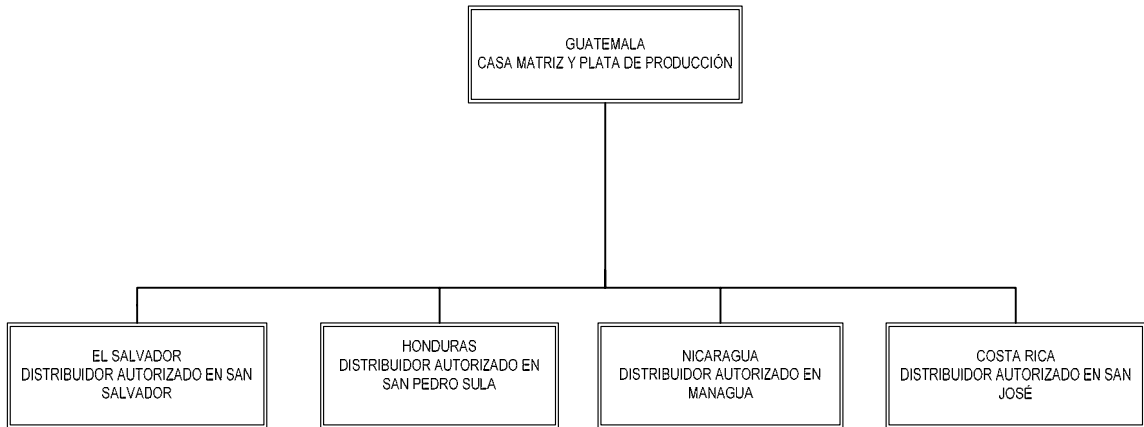 GUATEMALA
CASA MATRIZ Y PLATA DE PRODUCCIÓN
EL SALVADOR
DISTRIBUIDOR AUTORIZADO EN SAN
SALVADOR
HONDURAS
DISTRIBUIDOR AUTORIZADO EN
SAN PEDRO SULA
NICARAGUA
DISTRIBUIDOR AUTORIZADO EN
MANAGUA
COSTA RICA
DISTRIBUIDOR AUTORIZADO EN SAN
JOSÉ